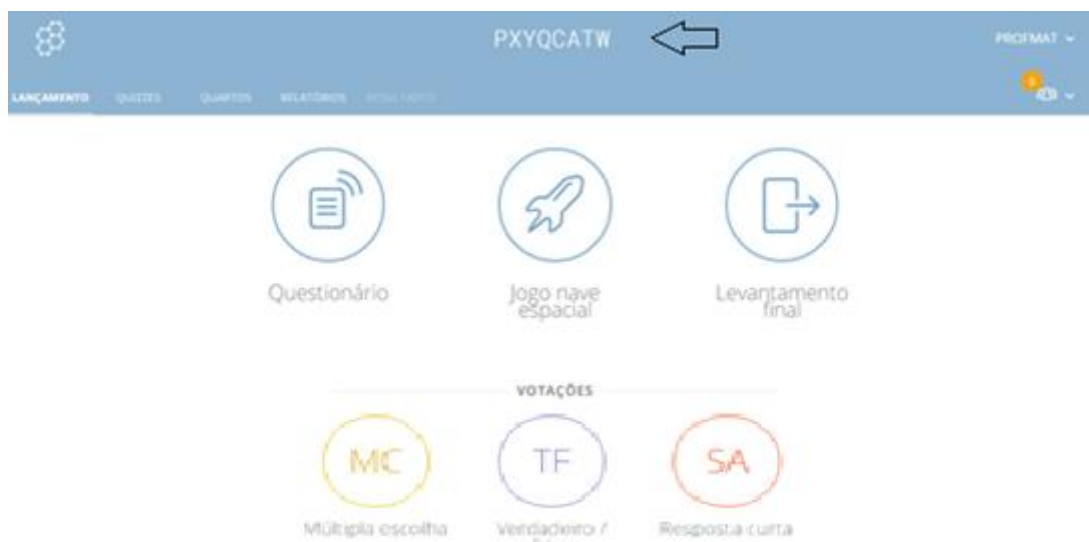 PXYQCATW
PROFMAT
LANÇAMENTO QUIZZES QUARTOS RELATÓRIOS RESULTADOS
Questionário
Jogo nave
espacial
Levantamento
final
VOTAÇÕES
MC
TF
SA
Múltipla escolha
Verdadeiro /
Resposta curta